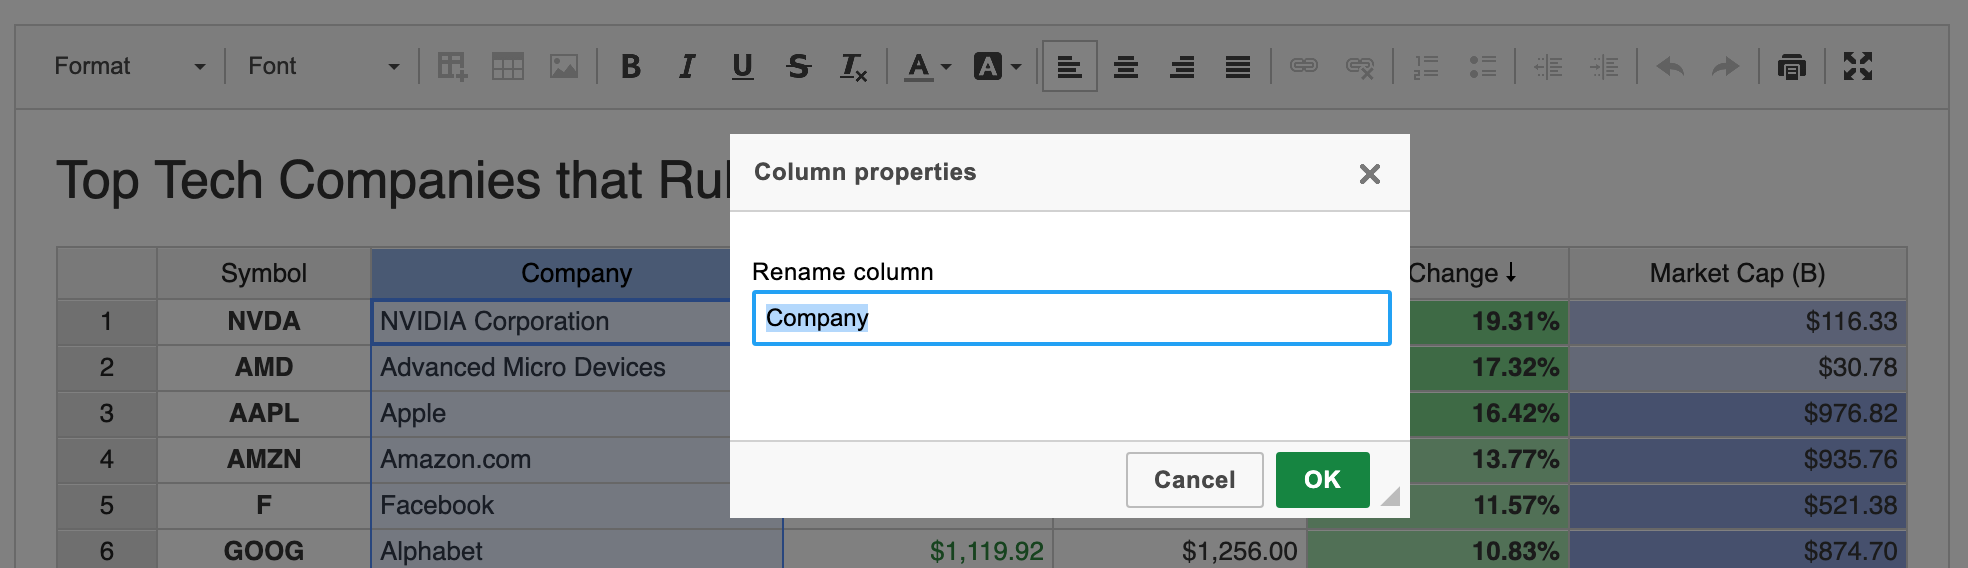 Format Font B I U S Tx A A
Top Tech Companies that Rul
Column properties
Rename column
Company
Cancel OK
Symbol Company Change ↓ Market Cap (B)
1 NVDA NVIDIA Corporation 19.31% $116.33
2 AMD Advanced Micro Devices 17.32% $30.78
3 AAPL Apple 16.42% $976.82
4 AMZN Amazon.com 13.77% $935.76
5 F Facebook 11.57% $521.38
6 GOOG Alphabet $1,119.92 $1,256.00 10.83% $874.70